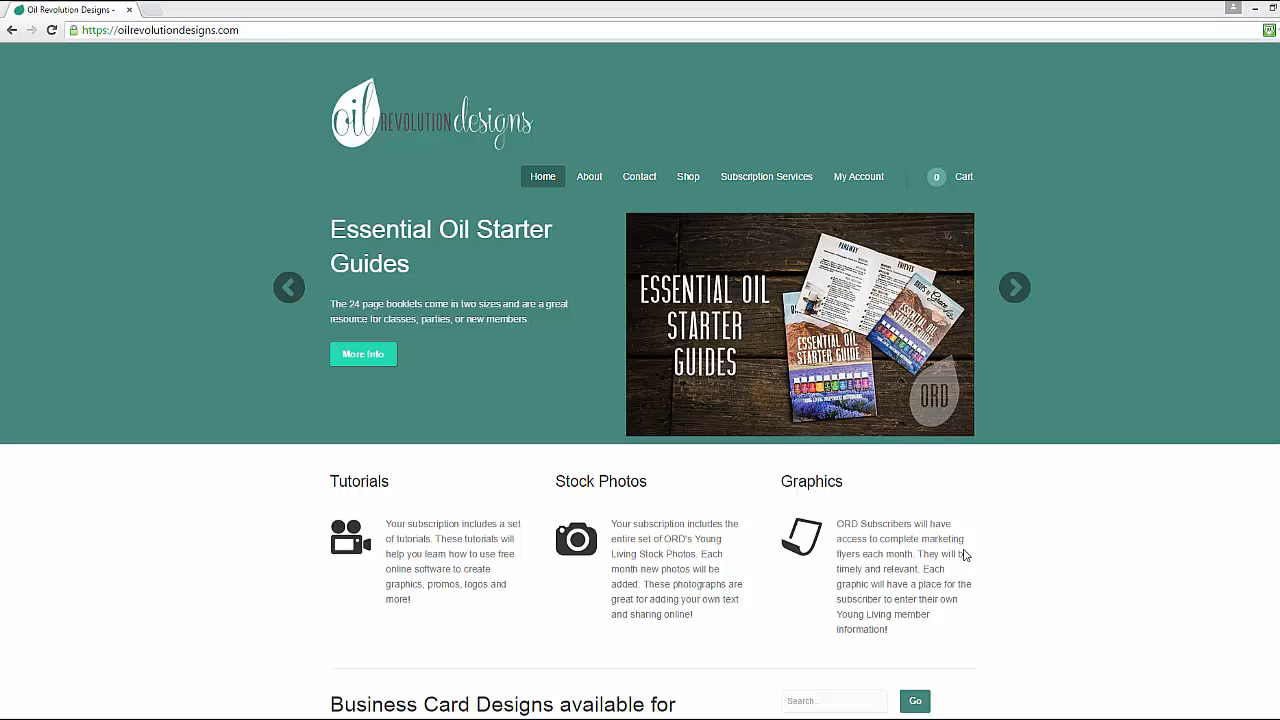 Oil Revolution Designs -
https://oilrevolutiondesigns.com
oil REVOLUTION designs
Home About Contact Shop Subscription Services My Account 0 Cart
Essential Oil Starter
Guides
The 24 page booklets come in two sizes and are a great
resource for classes, parties, or new members.
More Info
ESSENTIAL OIL
STARTER
GUIDES
PANAWAY
THIEVES
ESSENTIAL OIL
STARTER GUIDE
ORD
Tutorials
Your subscription includes a set
of tutorials. These tutorials will
help you learn how to use free
online software to create
graphics, promos, logos and
more!
Stock Photos
Your subscription includes the
entire set of ORD's Young
Living Stock Photos. Each
month new photos will be
added. These photographs are
great for adding your own text
and sharing online!
Graphics
ORD Subscribers will have
access to complete marketing
flyers each month. They will be
timely and relevant. Each
graphic will have a place for the
subscriber to enter their own
Young Living member
information!
Business Card Designs available for
Search...
Go